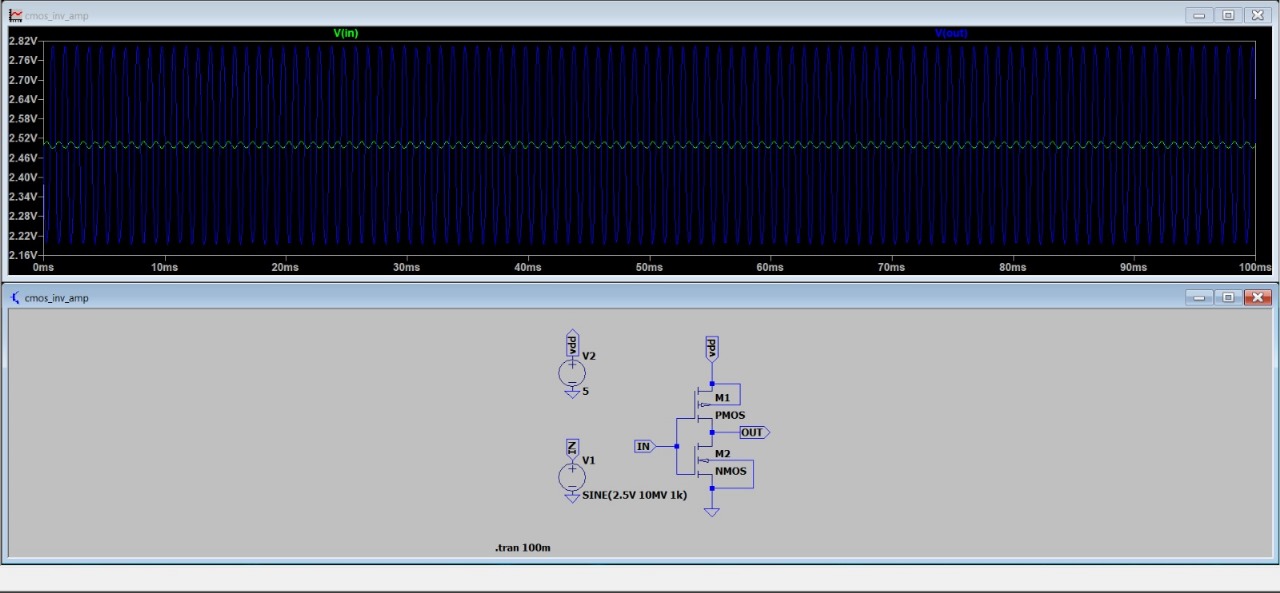 cmos_inv_amp
V(in) V(out)
2.82V
2.76V
2.70V
2.64V
2.58V
2.52V
2.46V
2.40V
2.34V
2.28V
2.22V
2.16V
0ms 10ms 20ms 30ms 40ms 50ms 60ms 70ms 80ms 90ms 100ms
cmos_inv_amp
vdd
V2
5
vdd
M1
PMOS
OUT
IN
M2
NMOS
IN
V1
SINE(2.5V 10MV 1k)
.tran 100m